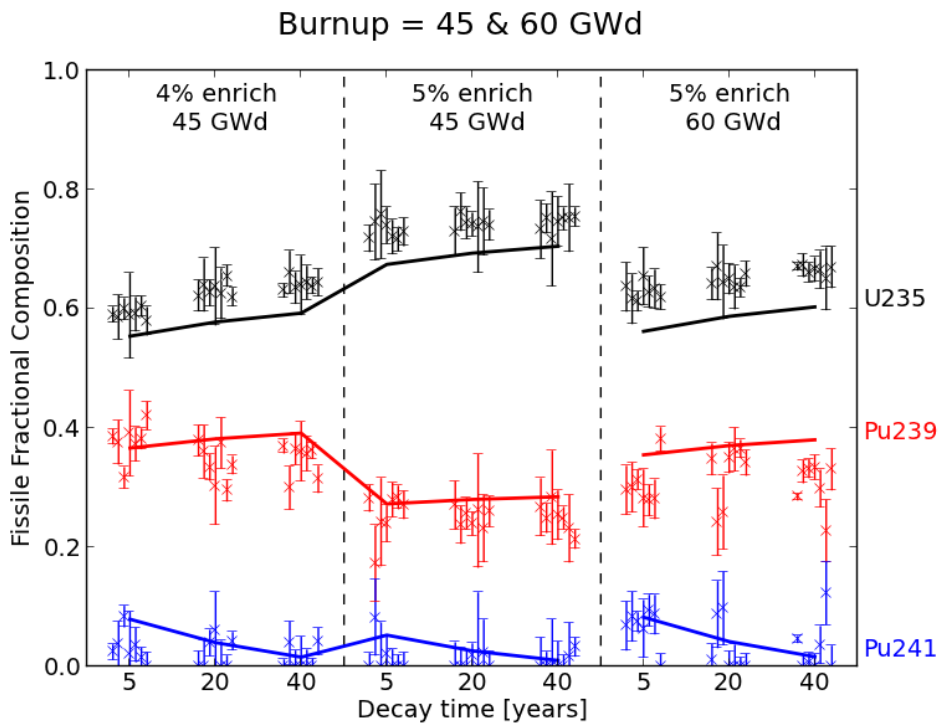 Burnup = 45 & 60 GWd
4% enrich
45 GWd
5% enrich
45 GWd
5% enrich
60 GWd
Fissile Fractional Composition
1.0
0.8
0.6
0.4
0.2
0.0
U235
Pu239
Pu241
5 20 40 5 20 40 5 20 40
Decay time [years]